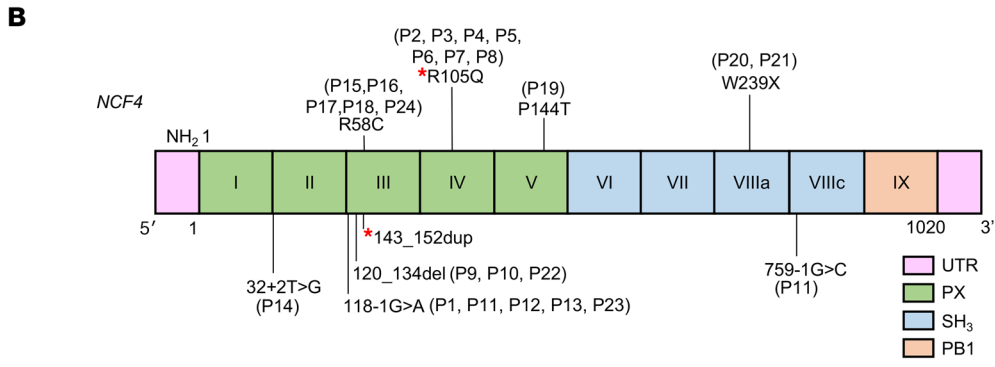 B
(P2, P3, P4, P5,
P6, P7, P8)
*R105Q
(P20, P21)
W239X
(P15,P16,
P17,P18, P24)
R58C
(P19)
P144T
NCF4
NH₂ 1
I II III IV V VI VII VIIIa VIIIc IX
5′ 1 1020 3′
*143_152dup
120_134del (P9, P10, P22)
118-1G>A (P1, P11, P12, P13, P23)
32+2T>G
(P14)
759-1G>C
(P11)
UTR
PX
SH₃
PB1